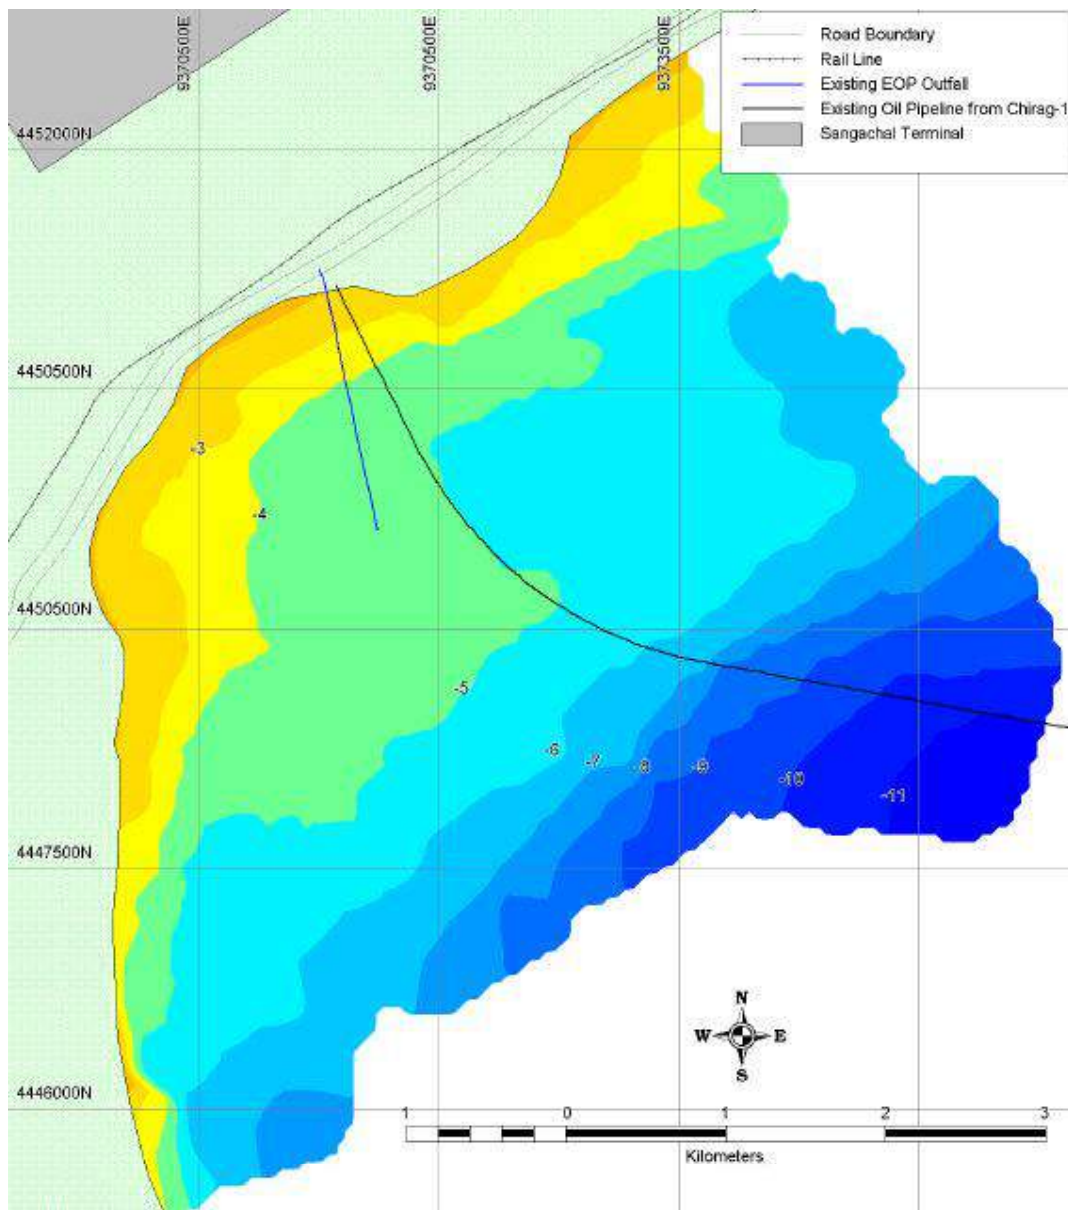 9370500E
9370500E
9373500E
Road Boundary
Rail Line
Existing EOP Outfall
Existing Oil Pipeline from Chirag-1
Sangachal Terminal
4452000N
4450500N
-3
-4
4450500N
-5
-6
-7
-8
-9
-10
-11
4447500N
N
W
E
S
4446000N
1 0 1 2 3
Kilometers